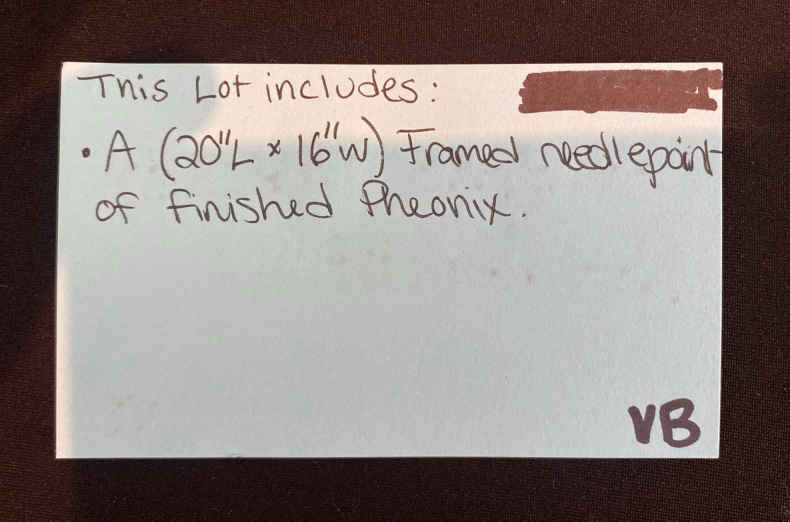 This Lot includes:
• A (20"L x 16"W) Framed needlepoint
of finished Pheonix.
VB